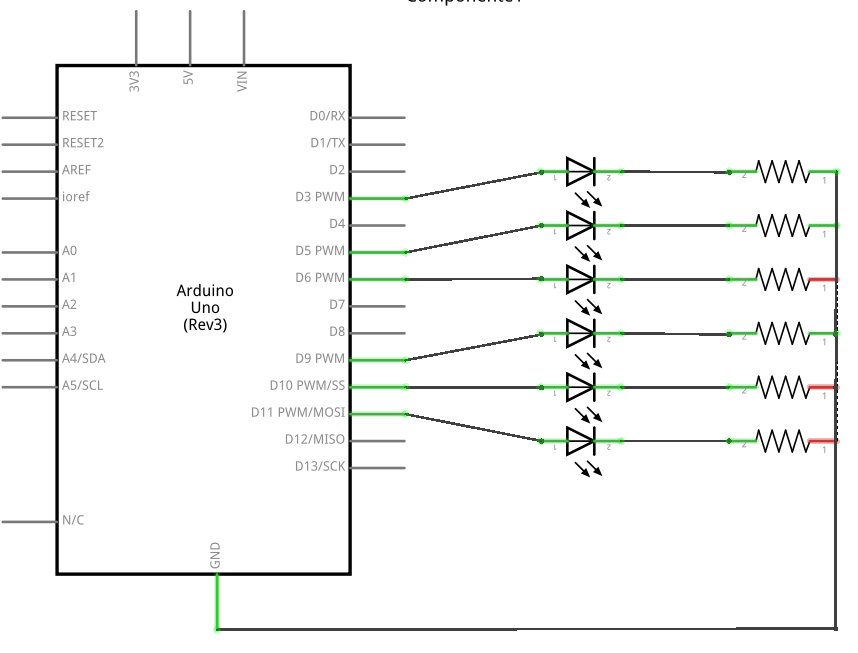 Componente1
3V3
5V
VIN
RESET
RESET2
AREF
ioref
A0
A1
A2
A3
A4/SDA
A5/SCL
N/C
Arduino
Uno
(Rev3)
D0/RX
D1/TX
D2
D3 PWM
D4
D5 PWM
D6 PWM
D7
D8
D9 PWM
D10 PWM/SS
D11 PWM/MOSI
D12/MISO
D13/SCK
GND
1 2 2 1
1 2 2 1
1 2 2 1
1 2 2 1
1 2 2 1
1 2 2 1